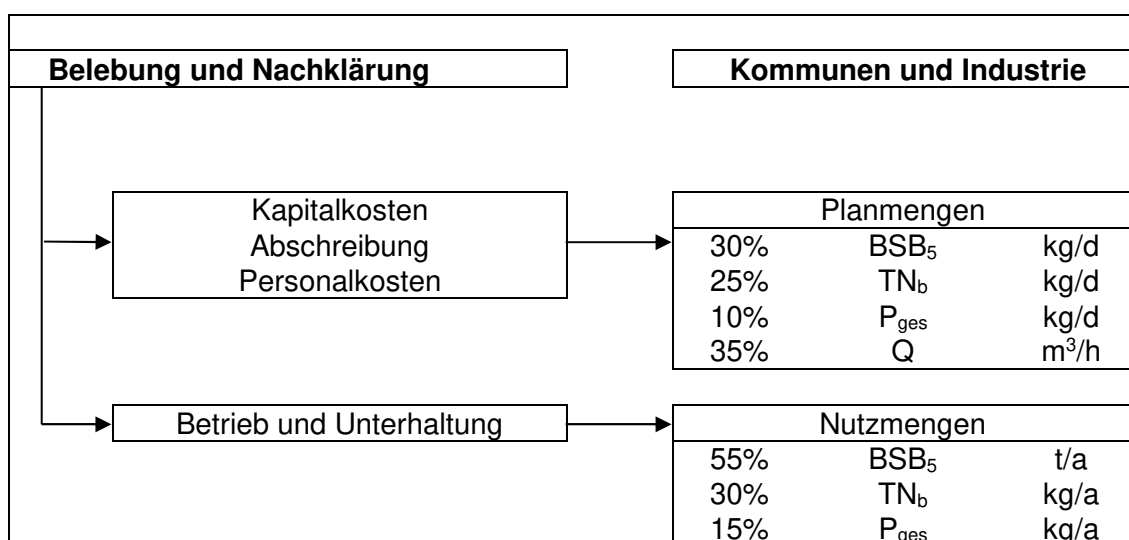 Belebung und Nachklärung
Kommunen und Industrie
Kapitalkosten
Abschreibung
Personalkosten
Planmengen
30% BSB₅ kg/d
25% TNb kg/d
10% Pges kg/d
35% Q m³/h
Betrieb und Unterhaltung
Nutzmengen
55% BSB₅ t/a
30% TNb kg/a
15% Pges kg/a